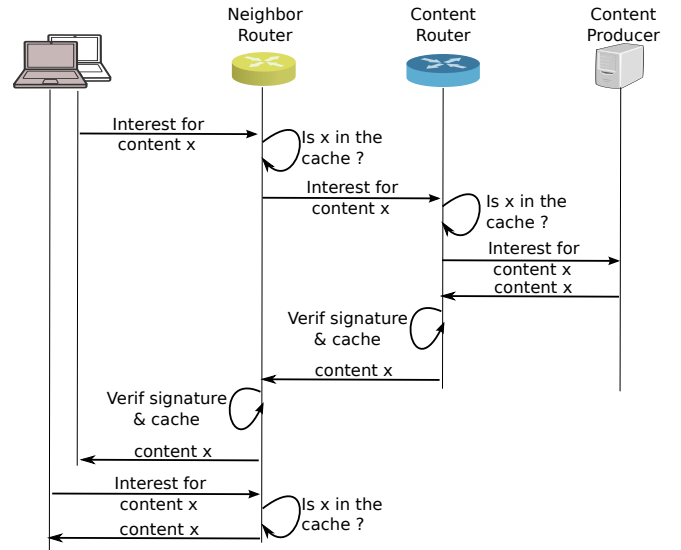 Neighbor
Router
Content
Router
Content
Producer
Interest for
content x
Is x in the
cache ?
Interest for
content x
Is x in the
cache ?
Interest for
content x
content x
Verif signature
& cache
content x
Verif signature
& cache
content x
Interest for
content x
Is x in the
cache ?
content x